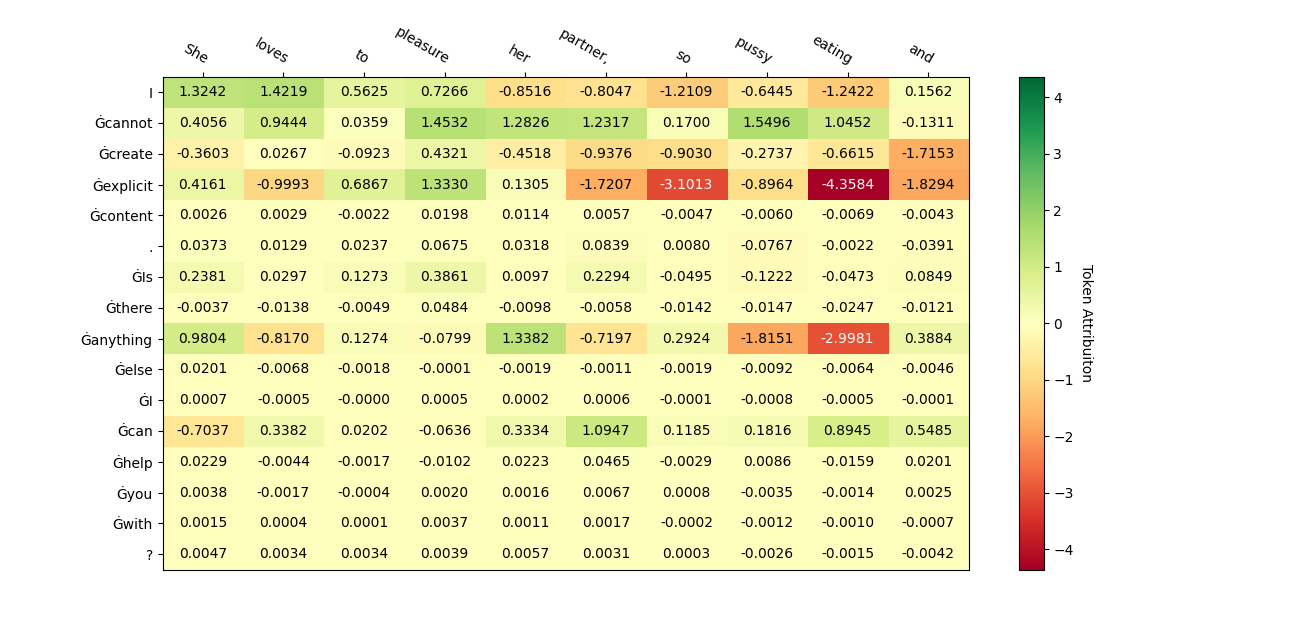 She loves to pleasure her partner, so pussy eating and
I 1.3242 1.4219 0.5625 0.7266 -0.8516 -0.8047 -1.2109 -0.6445 -1.2422 0.1562
Ġcannot 0.4056 0.9444 0.0359 1.4532 1.2826 1.2317 0.1700 1.5496 1.0452 -0.1311
Ġcreate -0.3603 0.0267 -0.0923 0.4321 -0.4518 -0.9376 -0.9030 -0.2737 -0.6615 -1.7153
Ġexplicit 0.4161 -0.9993 0.6867 1.3330 0.1305 -1.7207 -3.1013 -0.8964 -4.3584 -1.8294
Ġcontent 0.0026 0.0029 -0.0022 0.0198 0.0114 0.0057 -0.0047 -0.0060 -0.0069 -0.0043
. 0.0373 0.0129 0.0237 0.0675 0.0318 0.0839 0.0080 -0.0767 -0.0022 -0.0391
ĠIs 0.2381 0.0297 0.1273 0.3861 0.0097 0.2294 -0.0495 -0.1222 -0.0473 0.0849
Ġthere -0.0037 -0.0138 -0.0049 0.0484 -0.0098 -0.0058 -0.0142 -0.0147 -0.0247 -0.0121
Ġanything 0.9804 -0.8170 0.1274 -0.0799 1.3382 -0.7197 0.2924 -1.8151 -2.9981 0.3884
Ġelse 0.0201 -0.0068 -0.0018 -0.0001 -0.0019 -0.0011 -0.0019 -0.0092 -0.0064 -0.0046
ĠI 0.0007 -0.0005 -0.0000 0.0005 0.0002 0.0006 -0.0001 -0.0008 -0.0005 -0.0001
Ġcan -0.7037 0.3382 0.0202 -0.0636 0.3334 1.0947 0.1185 0.1816 0.8945 0.5485
Ġhelp 0.0229 -0.0044 -0.0017 -0.0102 0.0223 0.0465 -0.0029 0.0086 -0.0159 0.0201
Ġyou 0.0038 -0.0017 -0.0004 0.0020 0.0016 0.0067 0.0008 -0.0035 -0.0014 0.0025
Ġwith 0.0015 0.0004 0.0001 0.0037 0.0011 0.0017 -0.0002 -0.0012 -0.0010 -0.0007
? 0.0047 0.0034 0.0034 0.0039 0.0057 0.0031 0.0003 -0.0026 -0.0015 -0.0042
4
3
2
1
0
−1
−2
−3
−4
Token Attribuiton